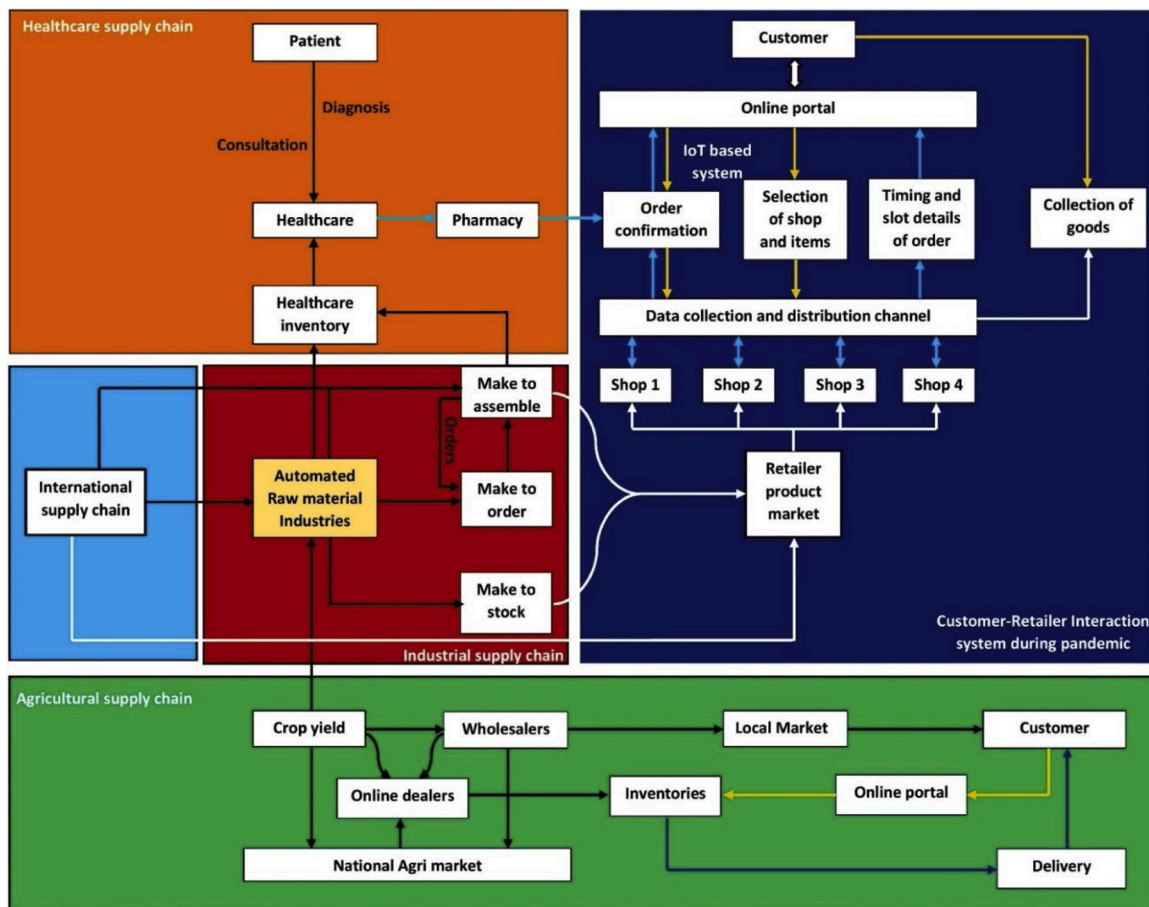 Healthcare supply chain
Patient
Diagnosis
Consultation
Healthcare
Pharmacy
Healthcare
inventory
Customer
Online portal
IoT based
system
Order
confirmation
Selection
of shop
and items
Timing and
slot details
of order
Collection of
goods
Data collection and distribution channel
Shop 1
Shop 2
Shop 3
Shop 4
Retailer
product
market
Customer-Retailer Interaction
system during pandemic
International
supply chain
Automated
Raw material
Industries
Make to
assemble
Orders
Make to
order
Make to
stock
Industrial supply chain
Agricultural supply chain
Crop yield
Wholesalers
Local Market
Customer
Online dealers
Inventories
Online portal
National Agri market
Delivery